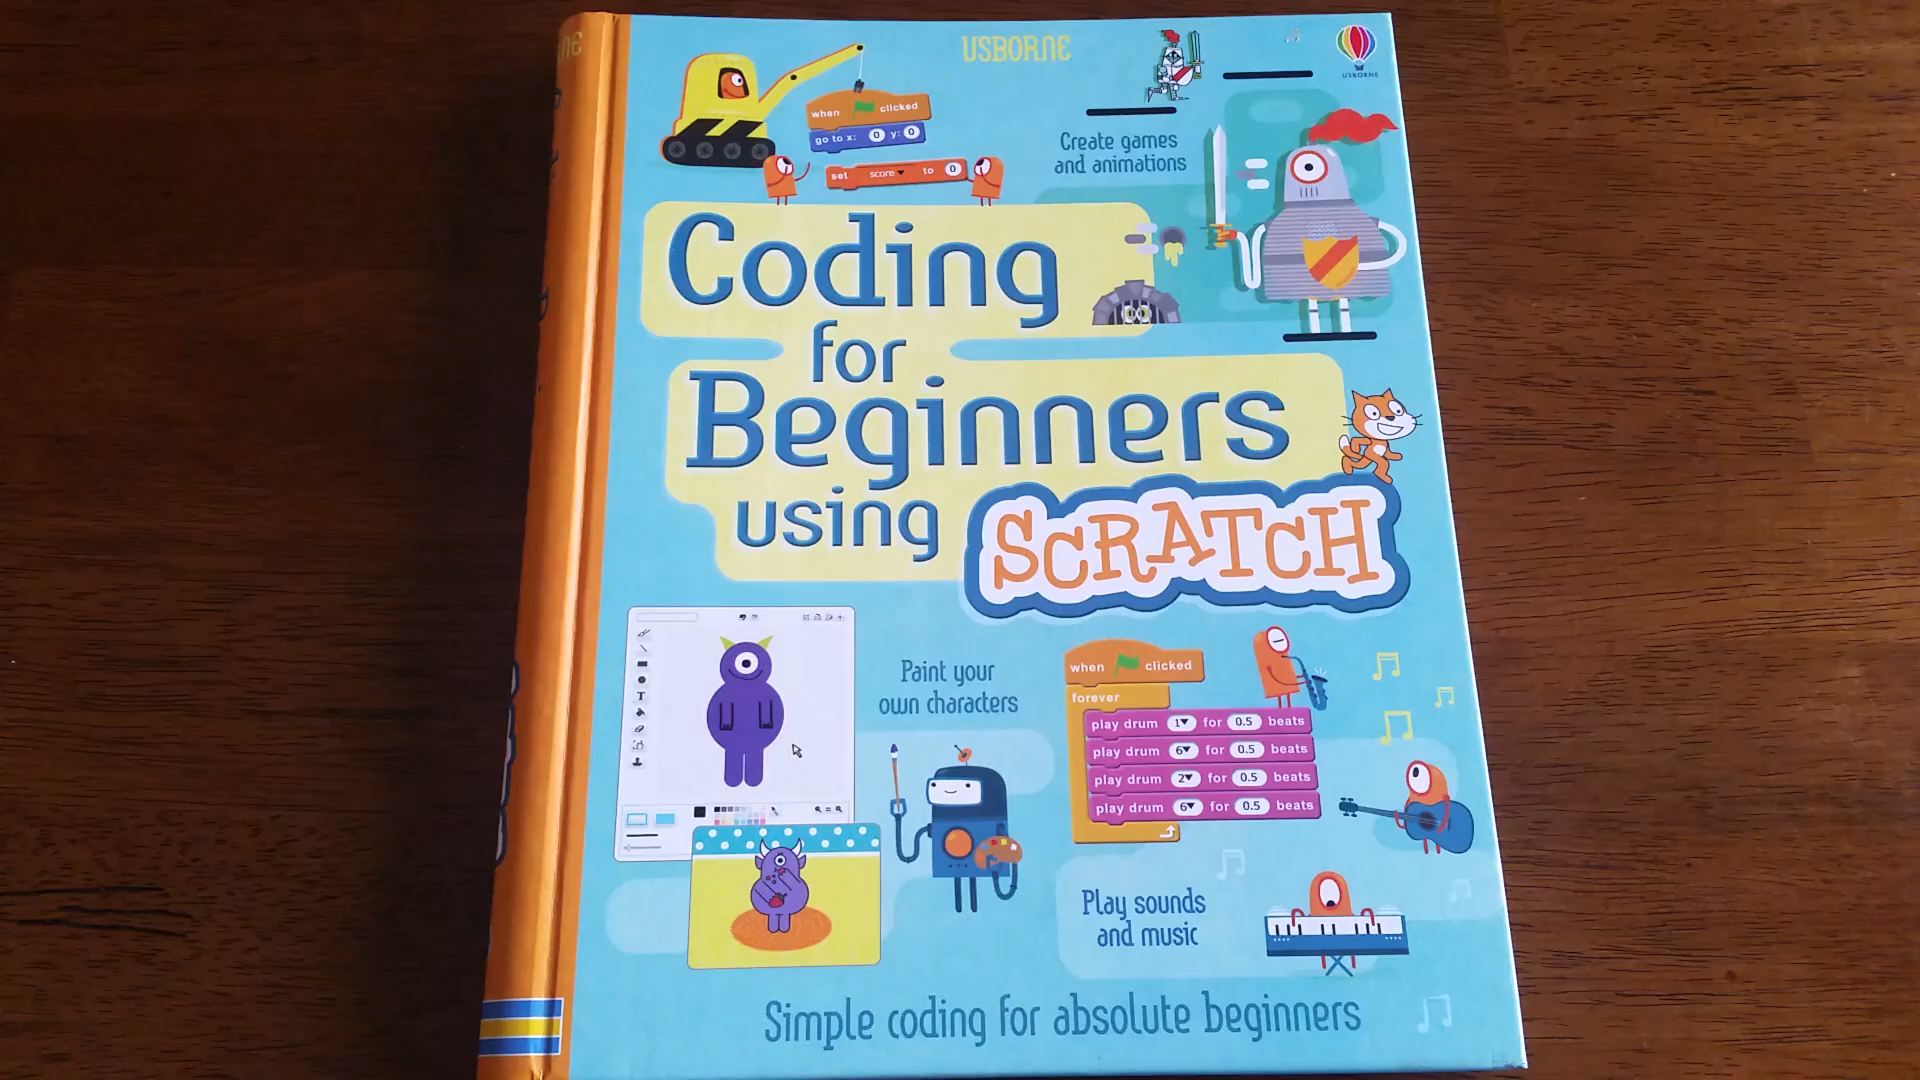 USBORNE
USBORNE
when clicked
go to x: 0 y: 0
set score to 0
Create games
and animations
Coding
for
Beginners
using SCRATCH
Paint your
own characters
T
when clicked
forever
play drum 1 for 0.5 beats
play drum 6 for 0.5 beats
play drum 2 for 0.5 beats
play drum 6 for 0.5 beats
Play sounds
and music
Simple coding for absolute beginners